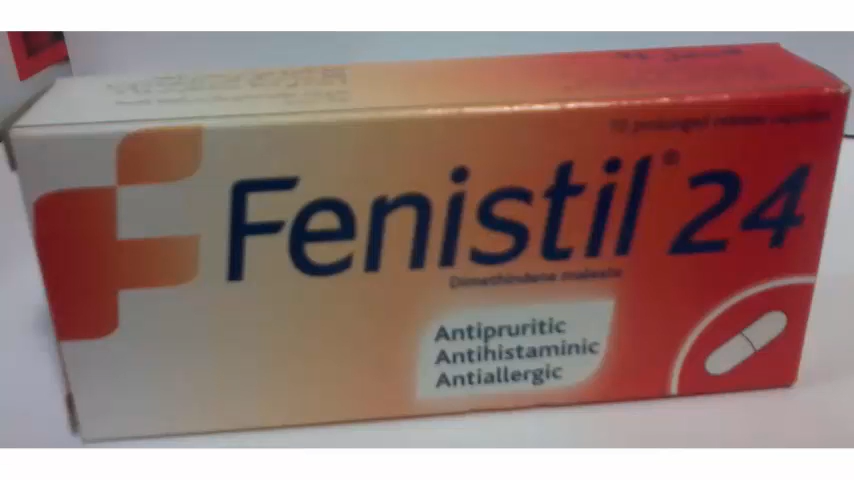 10 prolonged release capsules
Fenistil® 24
Dimethindene maleate
Antipruritic
Antihistaminic
Antiallergic